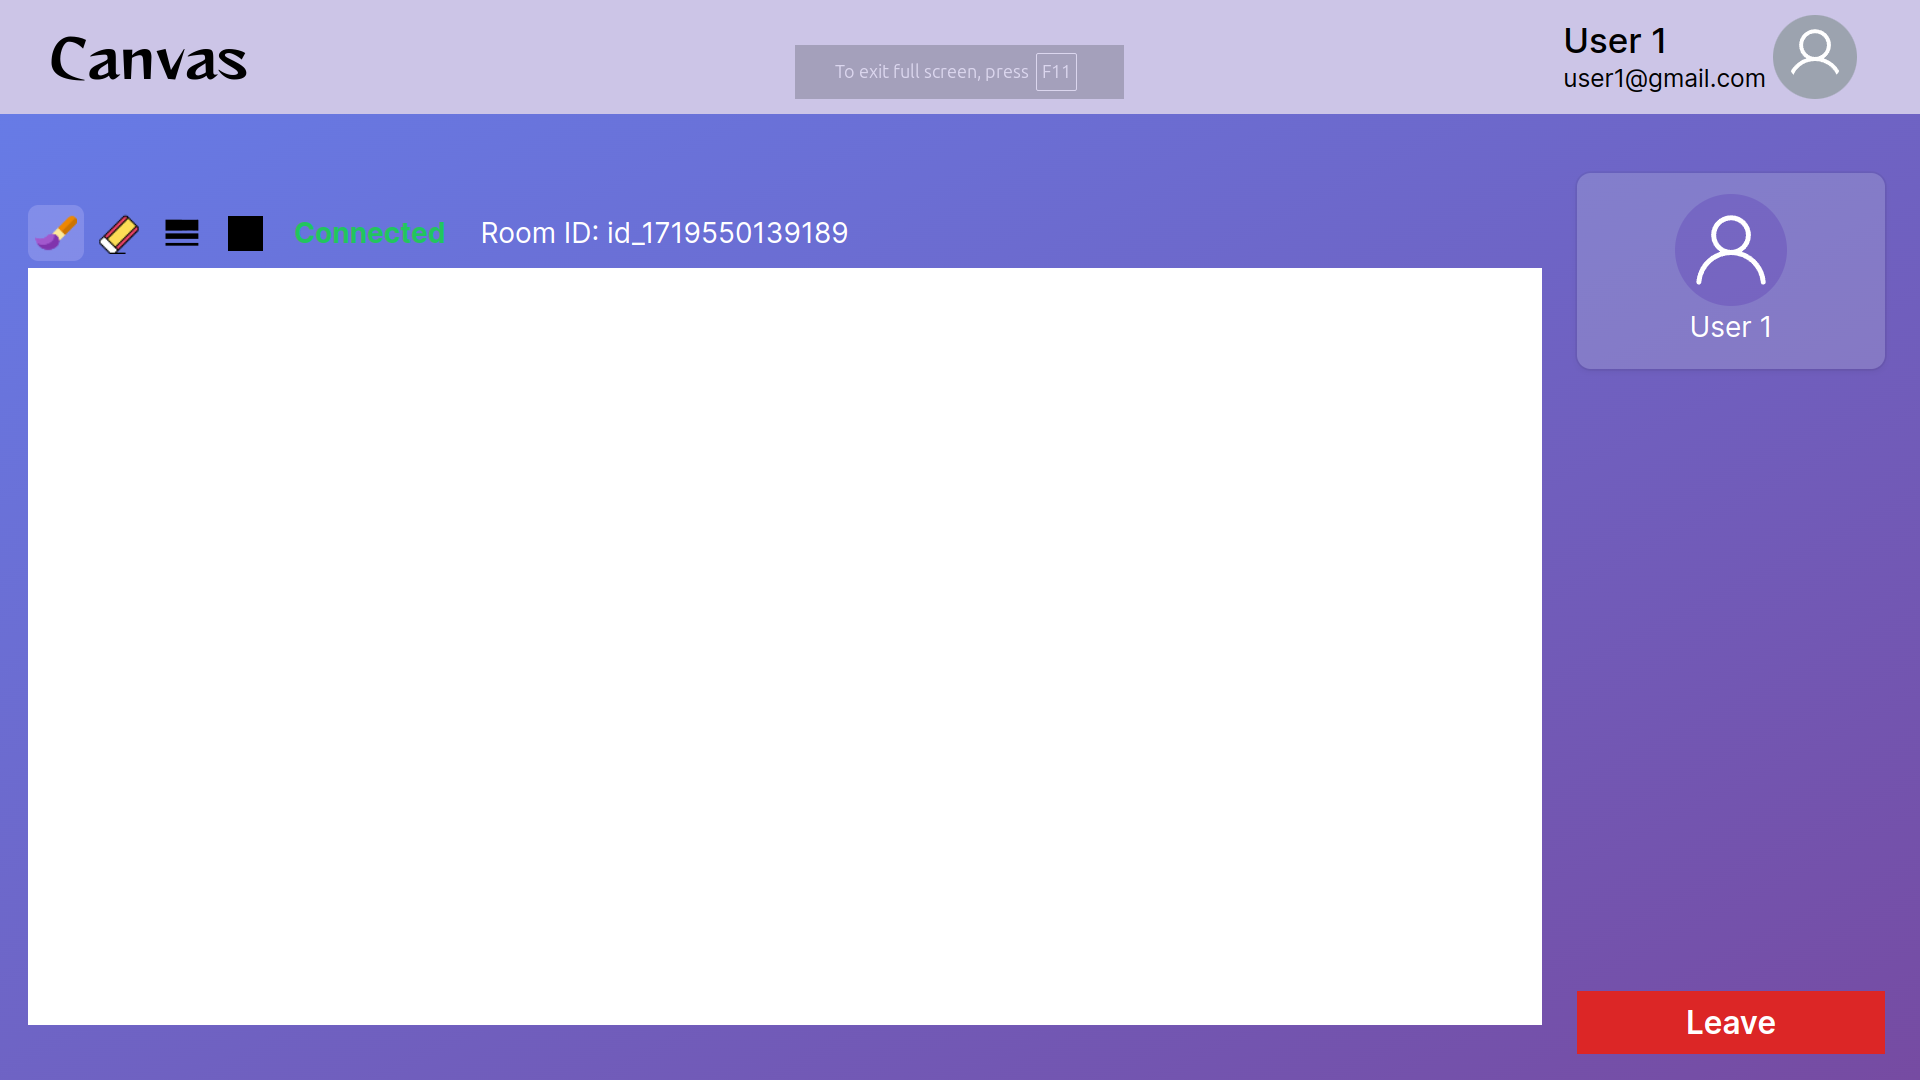 Canvas
To exit full screen, press F11
User 1
user1@gmail.com
Connected
Room ID: id_1719550139189
User 1
Leave